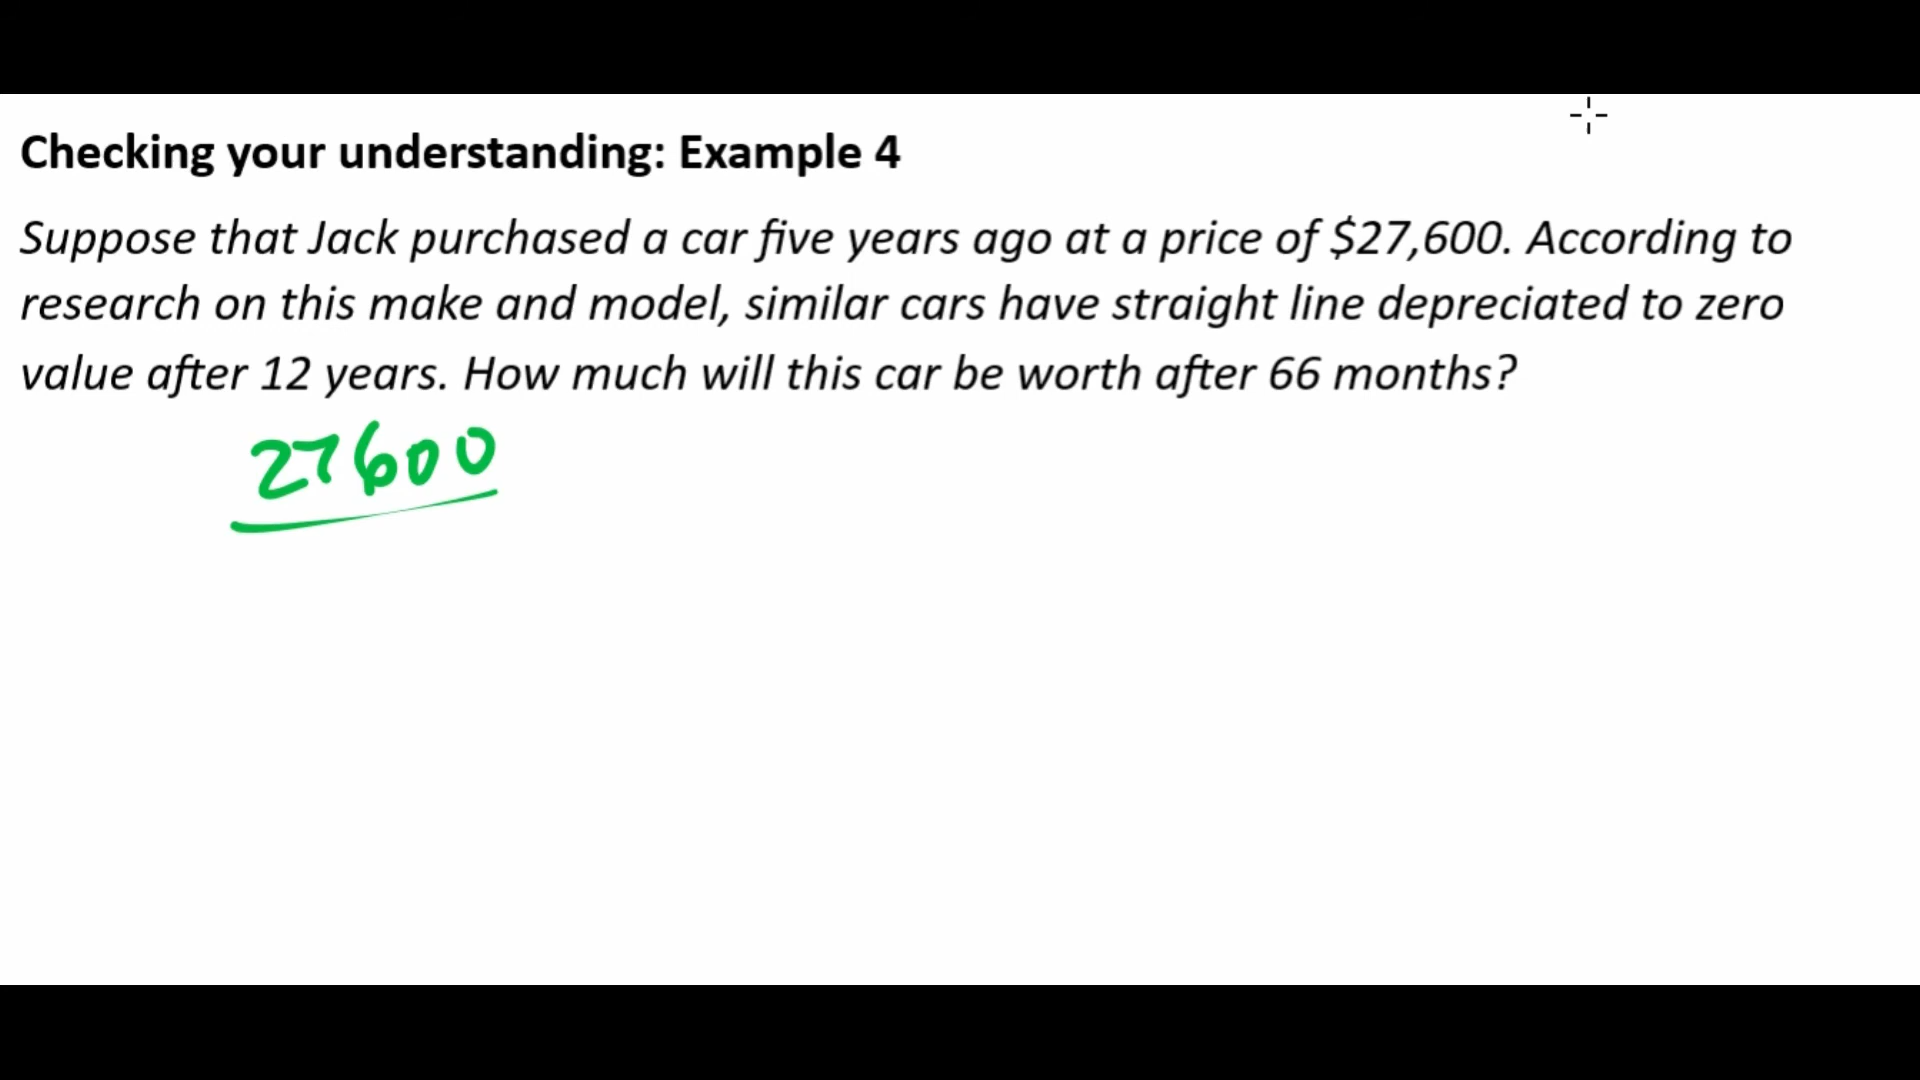 Checking your understanding: Example 4
Suppose that Jack purchased a car five years ago at a price of $27,600. According to
research on this make and model, similar cars have straight line depreciated to zero
value after 12 years. How much will this car be worth after 66 months?
27600